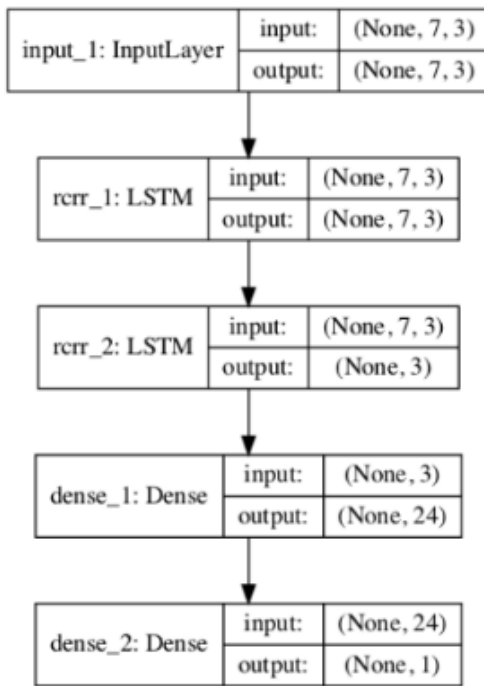 input_1: InputLayer
input: (None, 7, 3)
output: (None, 7, 3)
rcrr_1: LSTM
input: (None, 7, 3)
output: (None, 7, 3)
rcrr_2: LSTM
input: (None, 7, 3)
output: (None, 3)
dense_1: Dense
input: (None, 3)
output: (None, 24)
dense_2: Dense
input: (None, 24)
output: (None, 1)